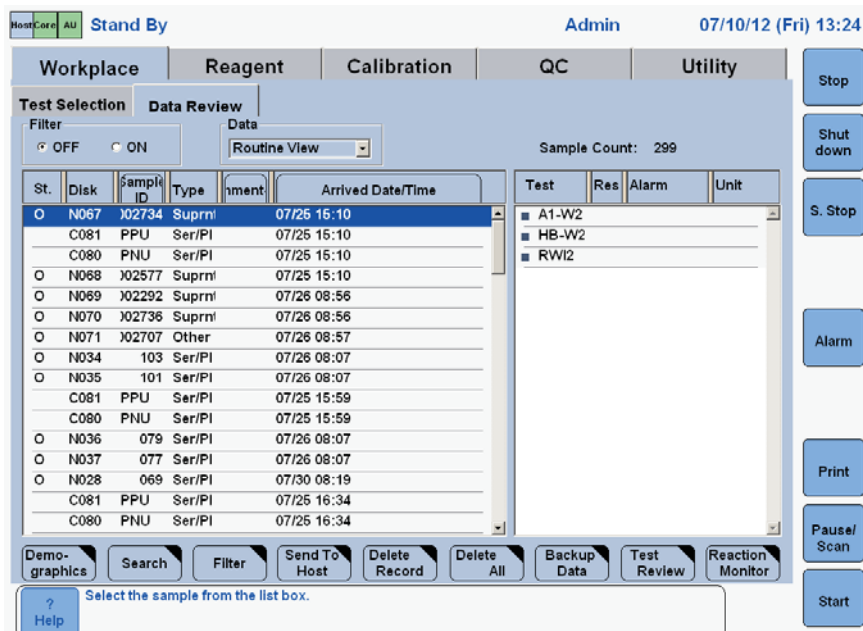 Host Core AU Stand By Admin 07/10/12 (Fri) 13:24
Workplace Reagent Calibration QC Utility
Test Selection Data Review
Filter Data
OFF ON Routine View Sample Count: 299
St. Disk Sample ID Type nment Arrived Date/Time Test Res Alarm Unit
O N067 002734 Suprnt 07/25 15:10 A1-W2
C081 PPU Ser/Pl 07/25 15:10 HB-W2
C080 PNU Ser/Pl 07/25 15:10 RWI2
O N068 002577 Suprnt 07/25 15:10
O N069 002292 Suprnt 07/26 08:56
O N070 002736 Suprnt 07/26 08:56
O N071 002707 Other 07/26 08:57
O N034 103 Ser/Pl 07/26 08:07
O N035 101 Ser/Pl 07/26 08:07
C081 PPU Ser/Pl 07/25 15:59
C080 PNU Ser/Pl 07/25 15:59
O N036 079 Ser/Pl 07/26 08:07
O N037 077 Ser/Pl 07/26 08:07
O N028 069 Ser/Pl 07/30 08:19
C081 PPU Ser/Pl 07/25 16:34
C080 PNU Ser/Pl 07/25 16:34
Demo-graphics Search Filter Send To Host Delete Record Delete All Backup Data Test Review Reaction Monitor
? Help Select the sample from the list box.
Stop
Shut down
S. Stop
Alarm
Print
Pause/Scan
Start